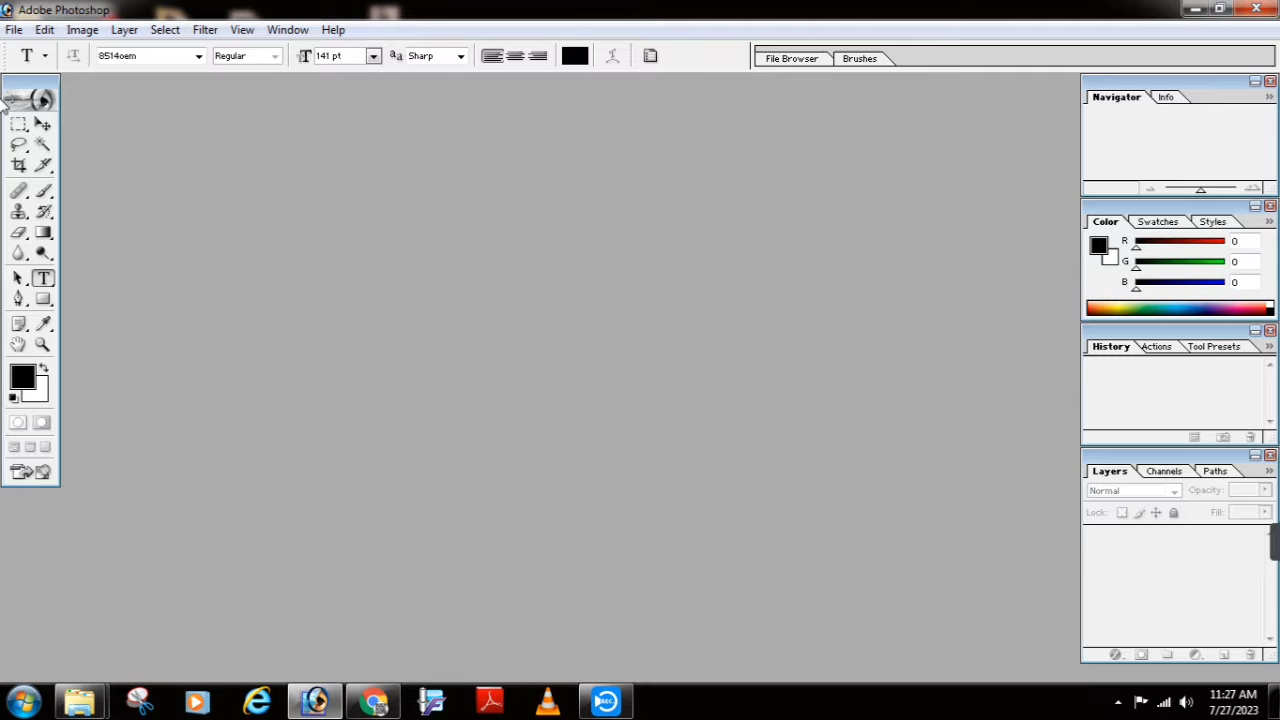 Adobe Photoshop
File Edit Image Layer Select Filter View Window Help
T T 8514oem Regular T 141 pt aa Sharp File Browser Brushes
Navigator Info
Color Swatches Styles
R 0
G 0
B 0
T
History Actions Tool Presets
Layers Channels Paths
Normal Opacity:
Lock: Fill:
REC
11:27 AM
7/27/2023